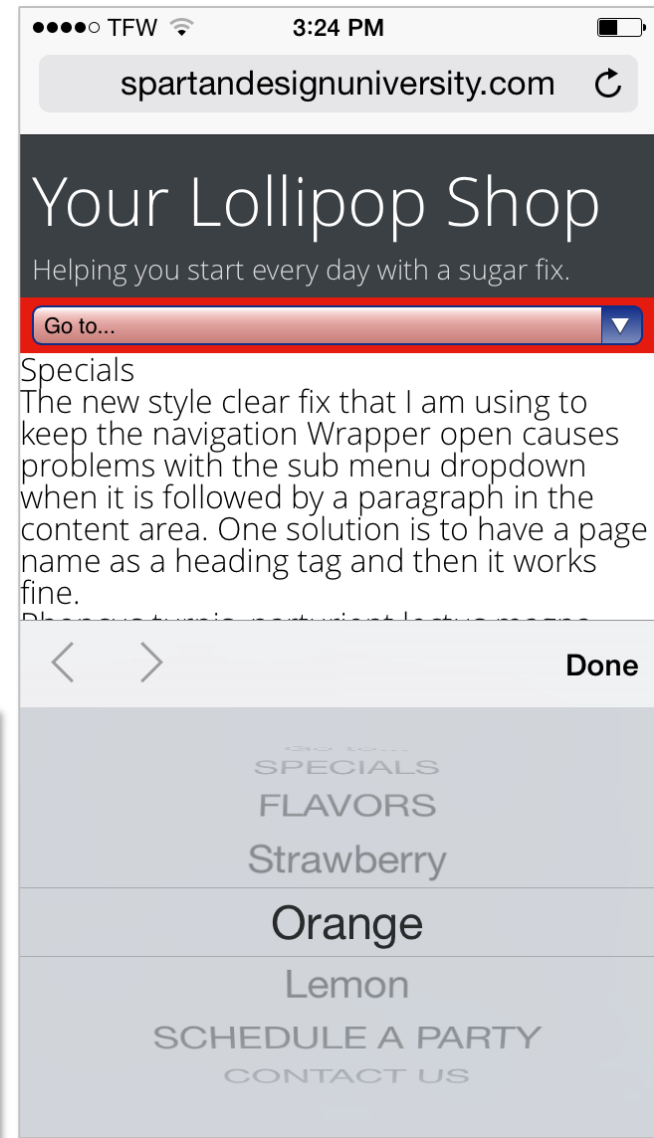 TFW 3:24 PM
spartandesignuniversity.com
Your Lollipop Shop
Helping you start every day with a sugar fix.
Go to...
Specials
The new style clear fix that I am using to
keep the navigation Wrapper open causes
problems with the sub menu dropdown
when it is followed by a paragraph in the
content area. One solution is to have a page
name as a heading tag and then it works
fine.
Done
Go to...
SPECIALS
FLAVORS
Strawberry
Orange
Lemon
SCHEDULE A PARTY
CONTACT US